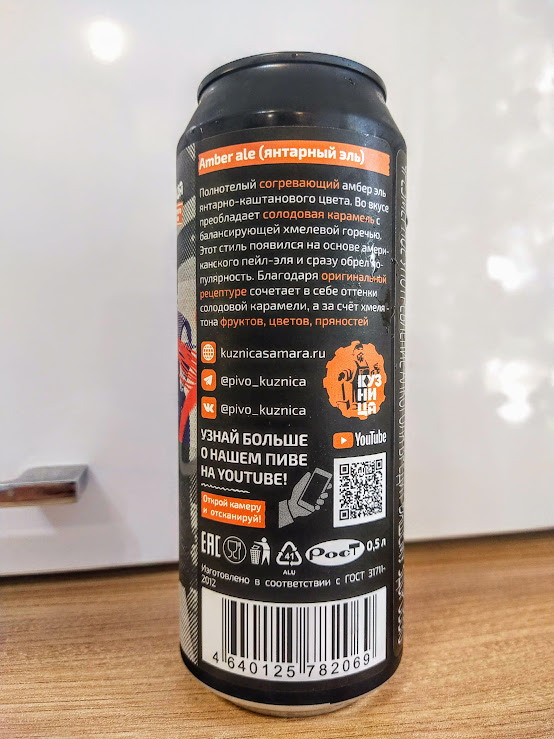 Amber ale (янтарный эль)
Полнотелый согревающий амбер эль
янтарно-каштанового цвета. Во вкусе
преобладает солодовая карамель с
балансирующей хмелевой горечью.
Этот стиль появился на основе амери-
канского пейл-эля и сразу обрел по-
пулярность. Благодаря оригинальной
рецептуре сочетает в себе оттенки
солодовой карамели, а за счёт хмеля -
тона фруктов, цветов, пряностей
kuznicasamara.ru
@pivo_kuznica
@pivo_kuznica
КУЗ
НИ
ЦА
УЗНАЙ БОЛЬШЕ
О НАШЕМ ПИВЕ
НА YOUTUBE!
YouTube
Открой камеру
и отсканируй!
EAC
41
ALU
РосТ
0,5 л
Изготовлено в соответствии с ГОСТ 31711-
2012
4 640125 782069